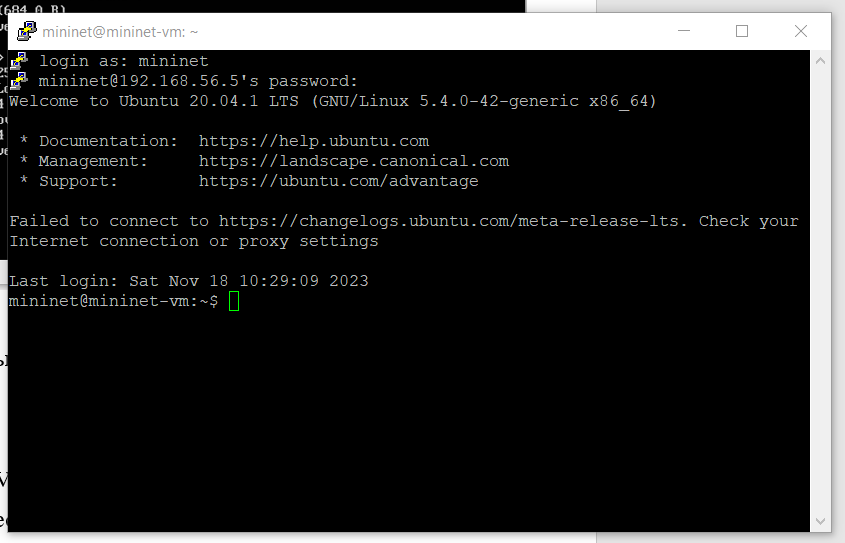 (684.0 B)
mininet@mininet-vm: ~
login as: mininet
mininet@192.168.56.5's password:
Welcome to Ubuntu 20.04.1 LTS (GNU/Linux 5.4.0-42-generic x86_64)
* Documentation:  https://help.ubuntu.com
* Management:     https://landscape.canonical.com
* Support:        https://ubuntu.com/advantage
Failed to connect to https://changelogs.ubuntu.com/meta-release-lts. Check your
Internet connection or proxy settings
Last login: Sat Nov 18 10:29:09 2023
mininet@mininet-vm:~$